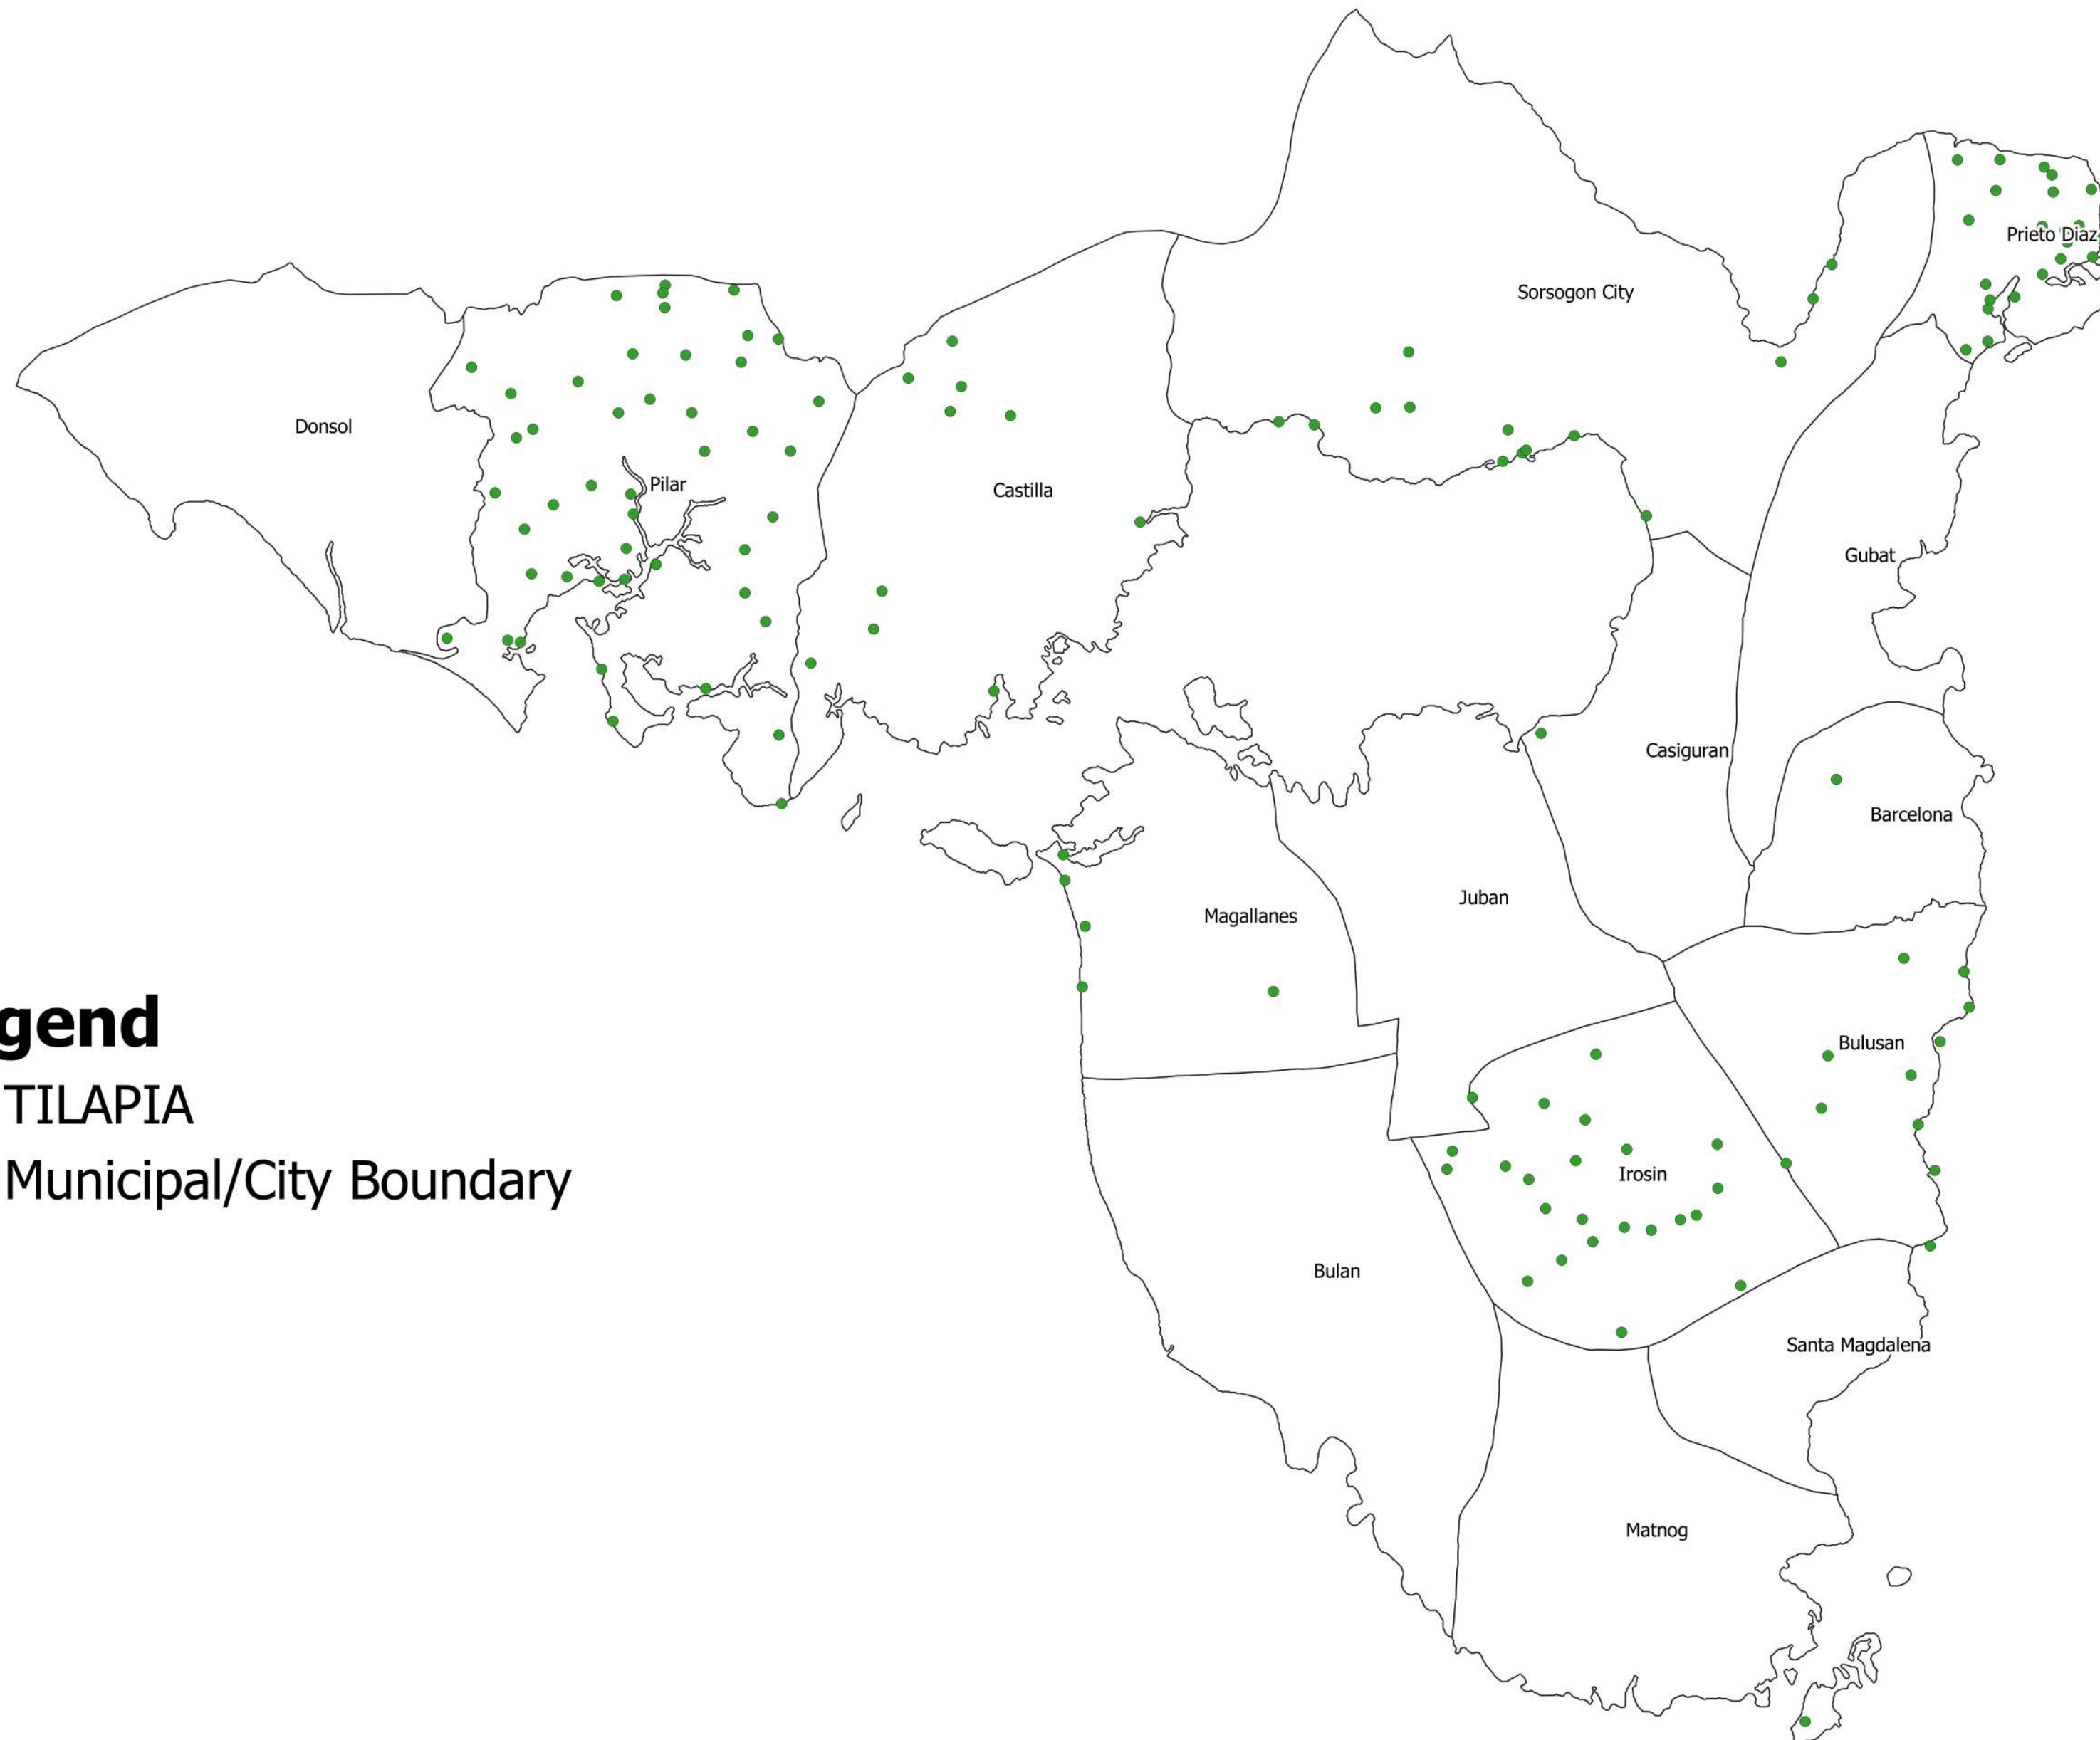 Prieto Diaz
Sorsogon City
Donsol
Pilar
Castilla
Gubat
Casiguran
Barcelona
Juban
Magallanes
gend
Bulusan
TILAPIA
Municipal/City Boundary
Irosin
Bulan
Santa Magdalena
Matnog